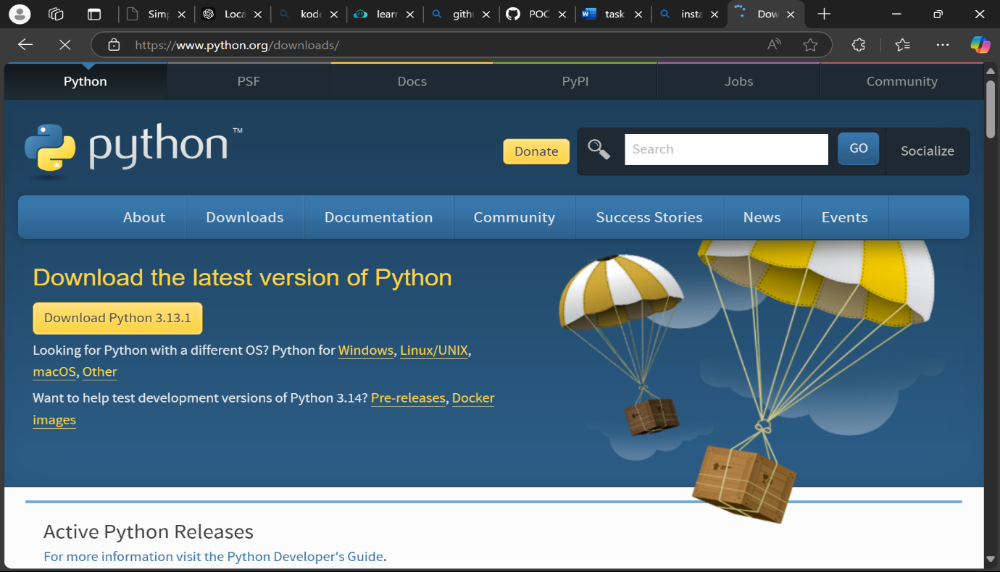 Simp
Loca
kode
learn
githu
POC
task
insta
Dow
https://www.python.org/downloads/
Python
PSF
Docs
PyPI
Jobs
Community
python™
Donate
Search
GO
Socialize
About
Downloads
Documentation
Community
Success Stories
News
Events
Download the latest version of Python
Download Python 3.13.1
Looking for Python with a different OS? Python for Windows, Linux/UNIX,
macOS, Other
Want to help test development versions of Python 3.14? Pre-releases, Docker
images
Active Python Releases
For more information visit the Python Developer's Guide.